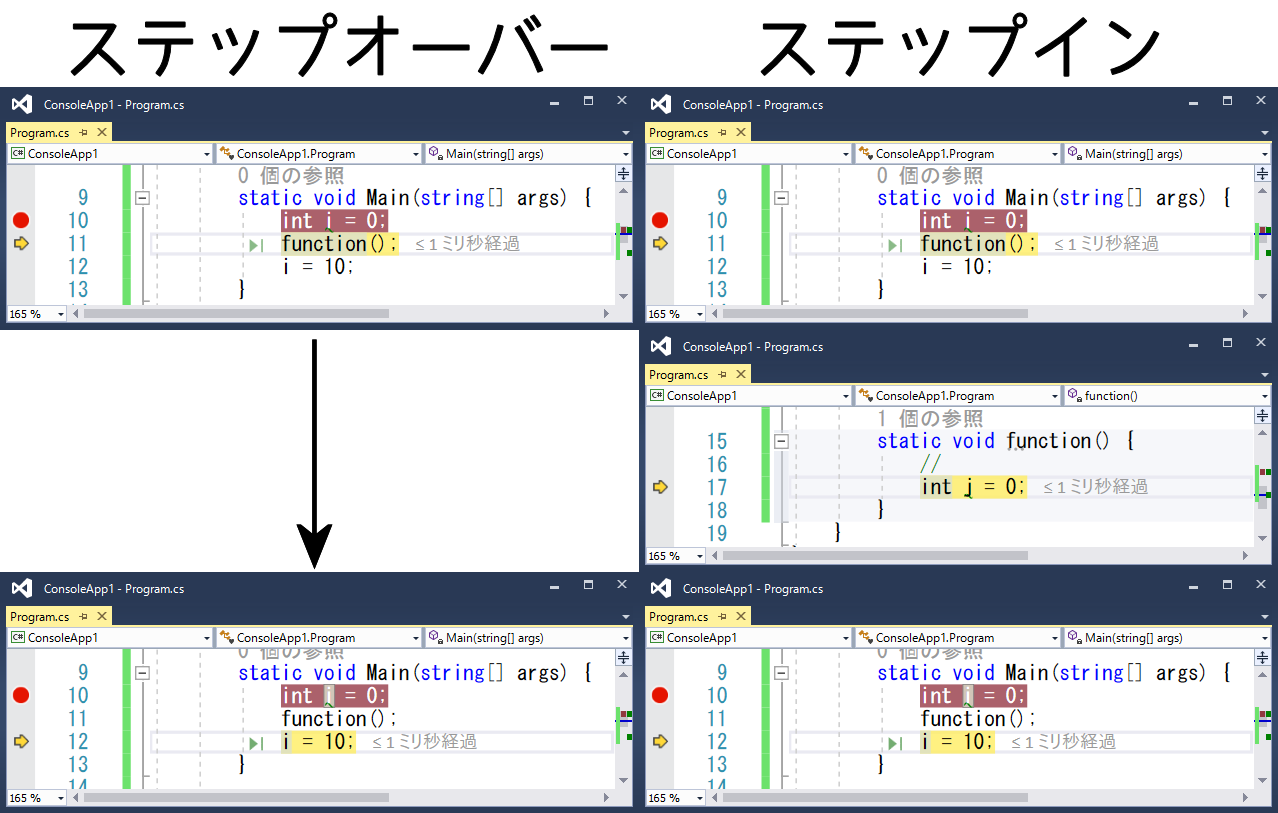 ステップオーバー
ステップイン
ConsoleApp1 - Program.cs
Program.cs
C# ConsoleApp1
ConsoleApp1.Program
Main(string[] args)
0 個の参照
9 static void Main(string[] args) {
10 int i = 0;
11 function(); ≤ 1 ミリ秒経過
12 i = 10;
13 }
165 %
ConsoleApp1 - Program.cs
Program.cs
C# ConsoleApp1
ConsoleApp1.Program
Main(string[] args)
0 個の参照
9 static void Main(string[] args) {
10 int i = 0;
11 function(); ≤ 1 ミリ秒経過
12 i = 10;
13 }
165 %
ConsoleApp1 - Program.cs
Program.cs
C# ConsoleApp1
ConsoleApp1.Program
function()
1 個の参照
15 static void function() {
16 //
17 int j = 0; ≤ 1 ミリ秒経過
18 }
19 }
165 %
ConsoleApp1 - Program.cs
Program.cs
C# ConsoleApp1
ConsoleApp1.Program
Main(string[] args)
0 個の参照
9 static void Main(string[] args) {
10 int i = 0;
11 function();
12 i = 10; ≤ 1 ミリ秒経過
13 }
14
165 %
ConsoleApp1 - Program.cs
Program.cs
C# ConsoleApp1
ConsoleApp1.Program
Main(string[] args)
0 個の参照
9 static void Main(string[] args) {
10 int i = 0;
11 function();
12 i = 10; ≤ 1 ミリ秒経過
13 }
14
165 %